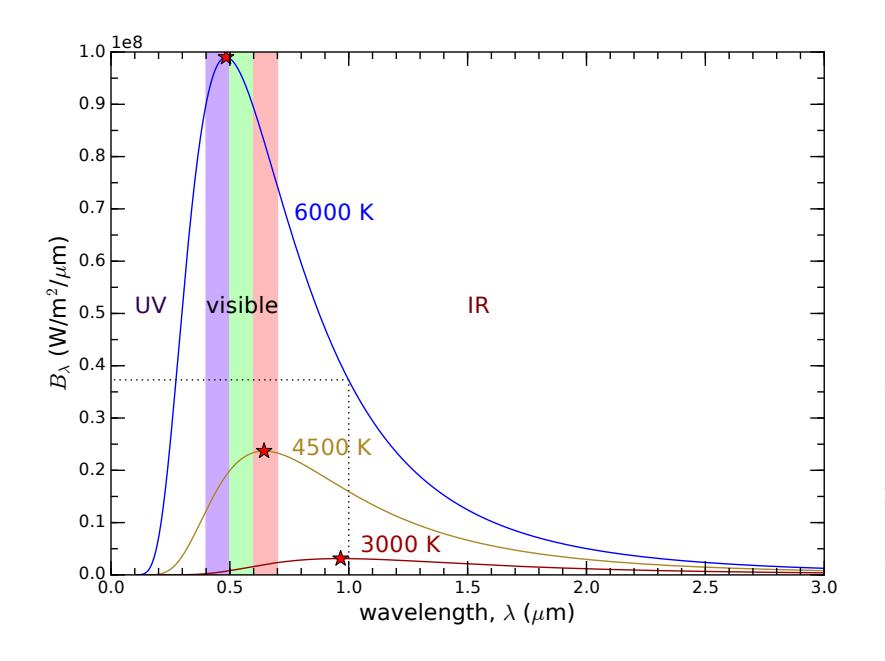 1e8
1.0
0.9
0.8
0.7
0.6
0.5
0.4
0.3
0.2
0.1
0.0
B_λ (W/m²/μm)
6000 K
UV
visible
IR
4500 K
3000 K
0.0 0.5 1.0 1.5 2.0 2.5 3.0
wavelength, λ (μm)